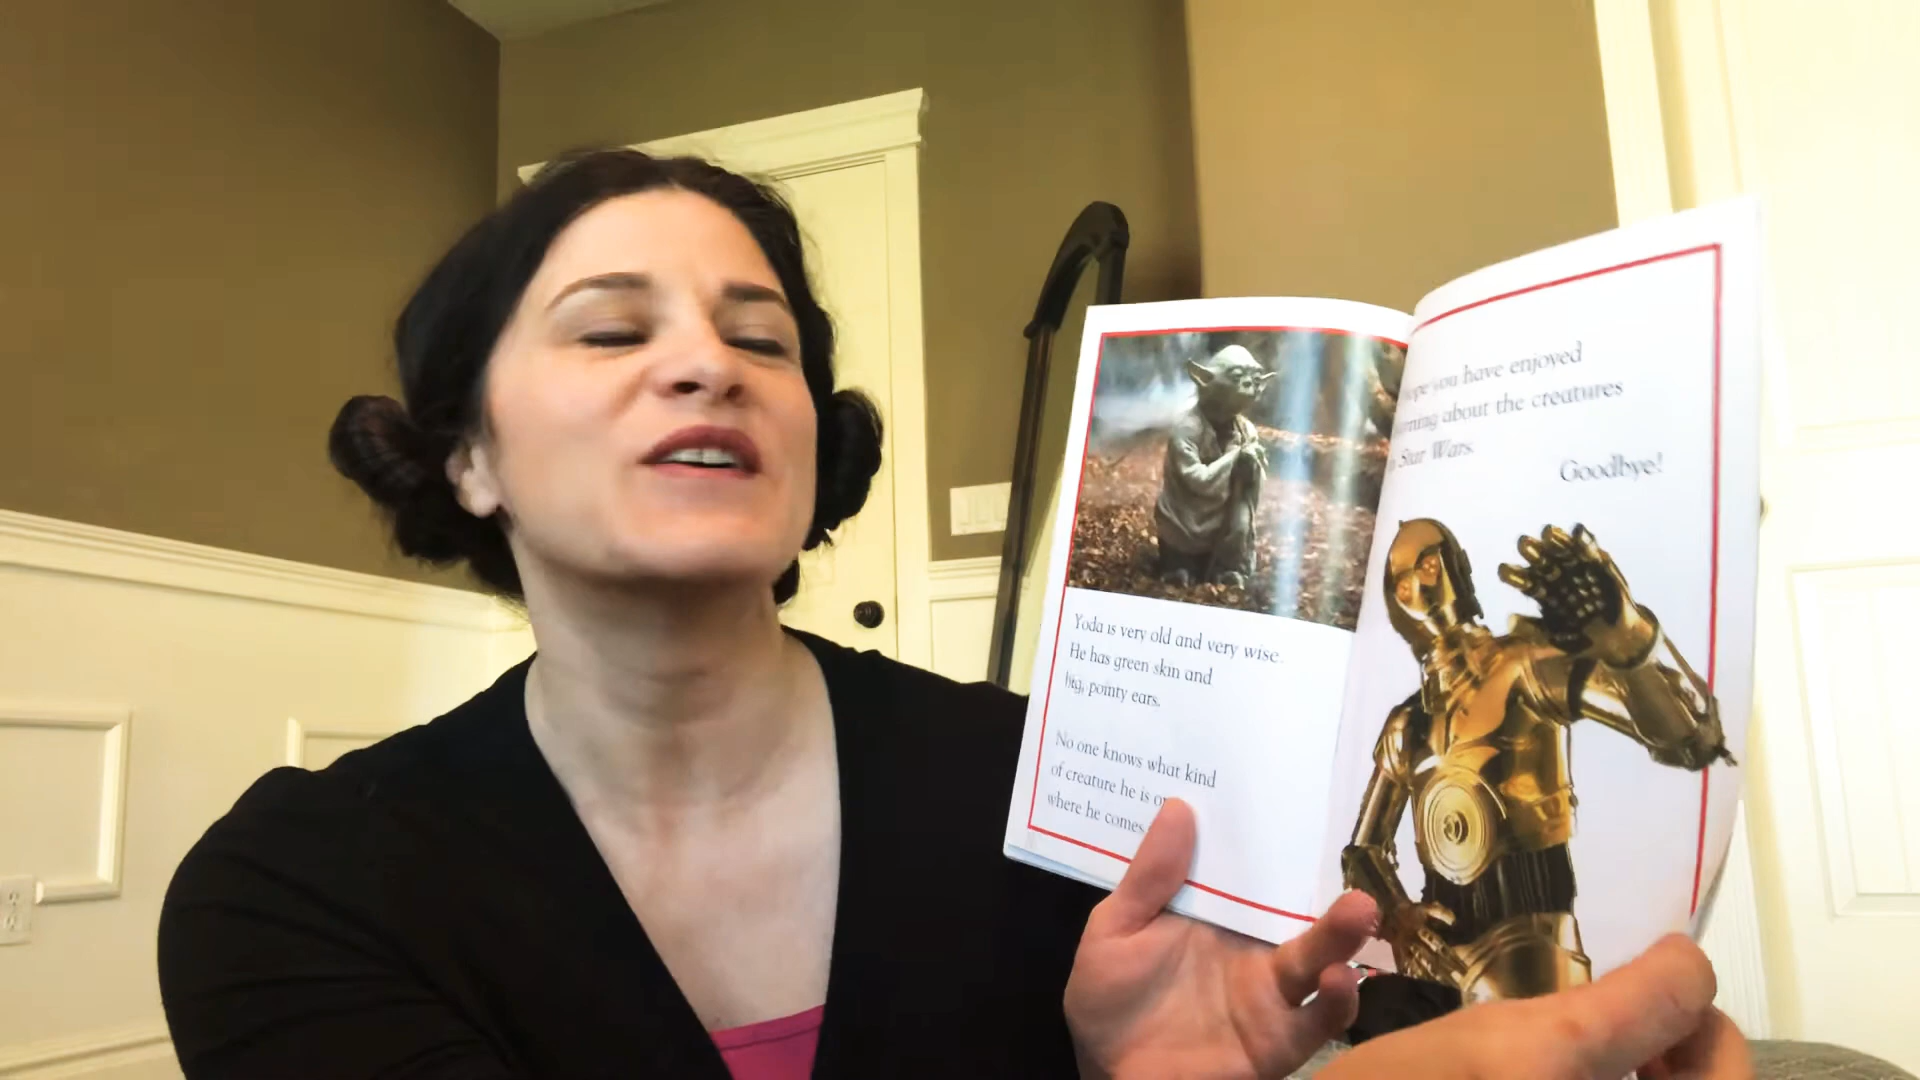 Yoda is very old and very wise.
He has green skin and
big, pointy ears.
No one knows what kind
of creature he is or
where he comes
hope you have enjoyed
about the creatures
Star Wars.
Goodbye!